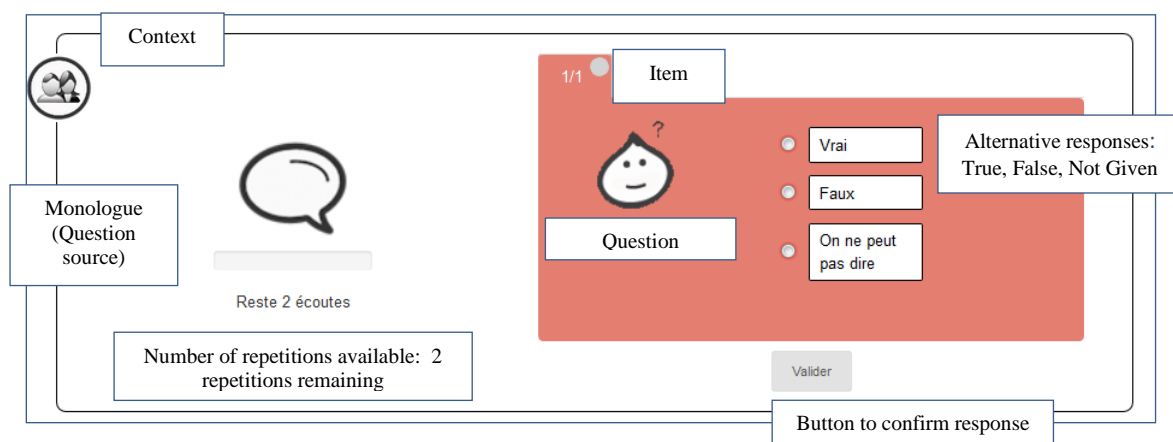 Context
1/1
Item
?
Vrai
Alternative responses:
True, False, Not Given
Faux
Monologue
(Question
source)
Question
On ne peut
pas dire
Reste 2 écoutes
Number of repetitions available: 2
repetitions remaining
Valider
Button to confirm response